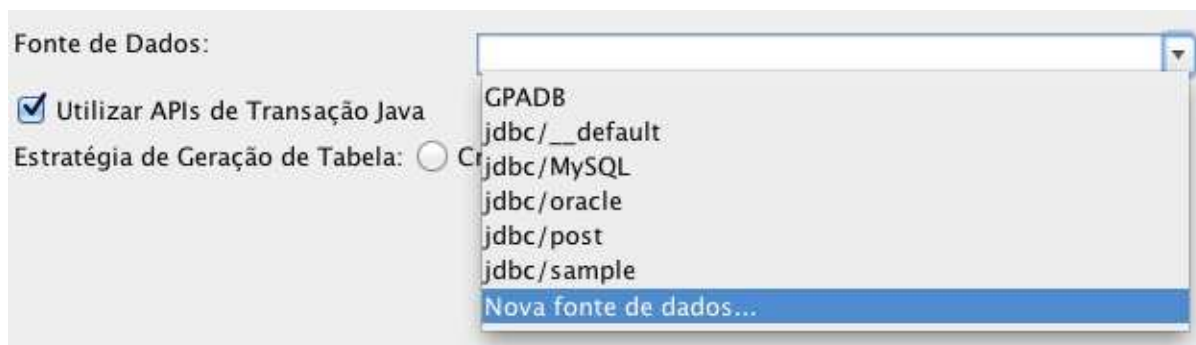 Fonte de Dados:
Utilizar APIs de Transação Java
Estratégia de Geração de Tabela:
GPADB
jdbc/__default
jdbc/MySQL
jdbc/oracle
jdbc/post
jdbc/sample
Nova fonte de dados...